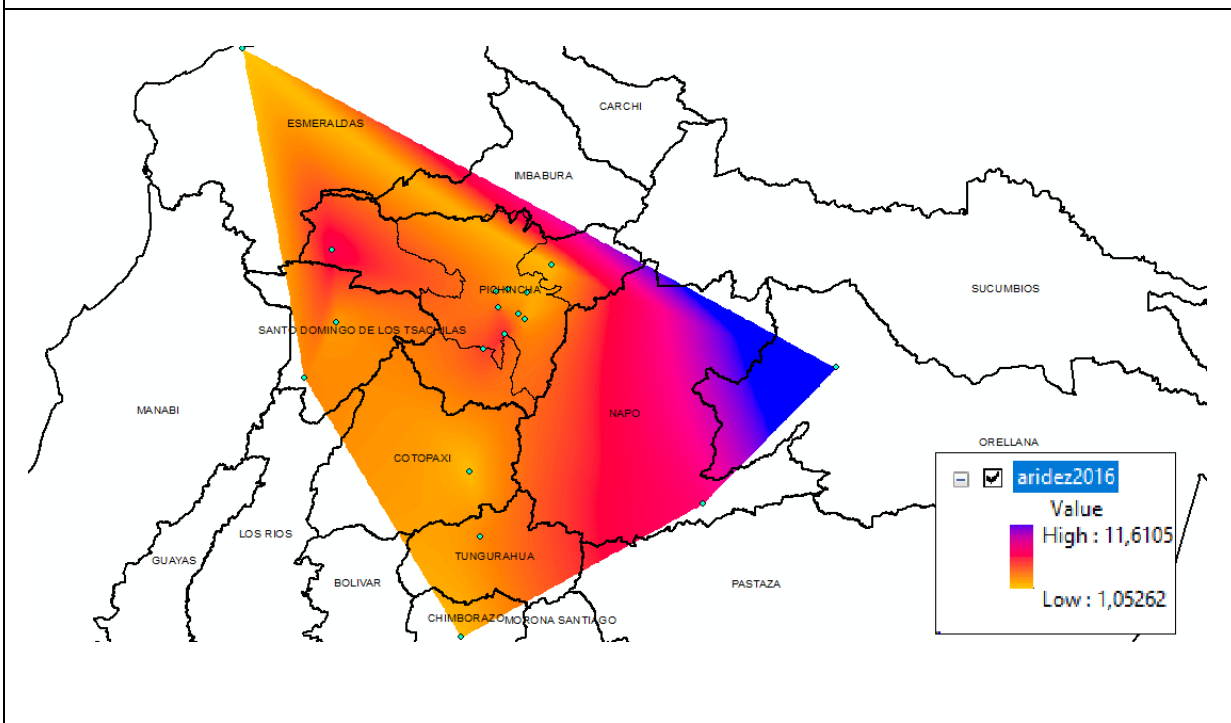 CARCHI
ESMERALDAS
IMBABURA
PICHINCHA
SUCUMBIOS
SANTO DOMINGO DE LOS TSACHILAS
MANABI
NAPO
ORELLANA
COTOPAXI
aridez2016
Value
High : 11,6105
Low : 1,05262
LOS RIOS
GUAYAS
TUNGURAHUA
BOLIVAR
PASTAZA
CHIMBORAZO
MORONA SANTIAGO